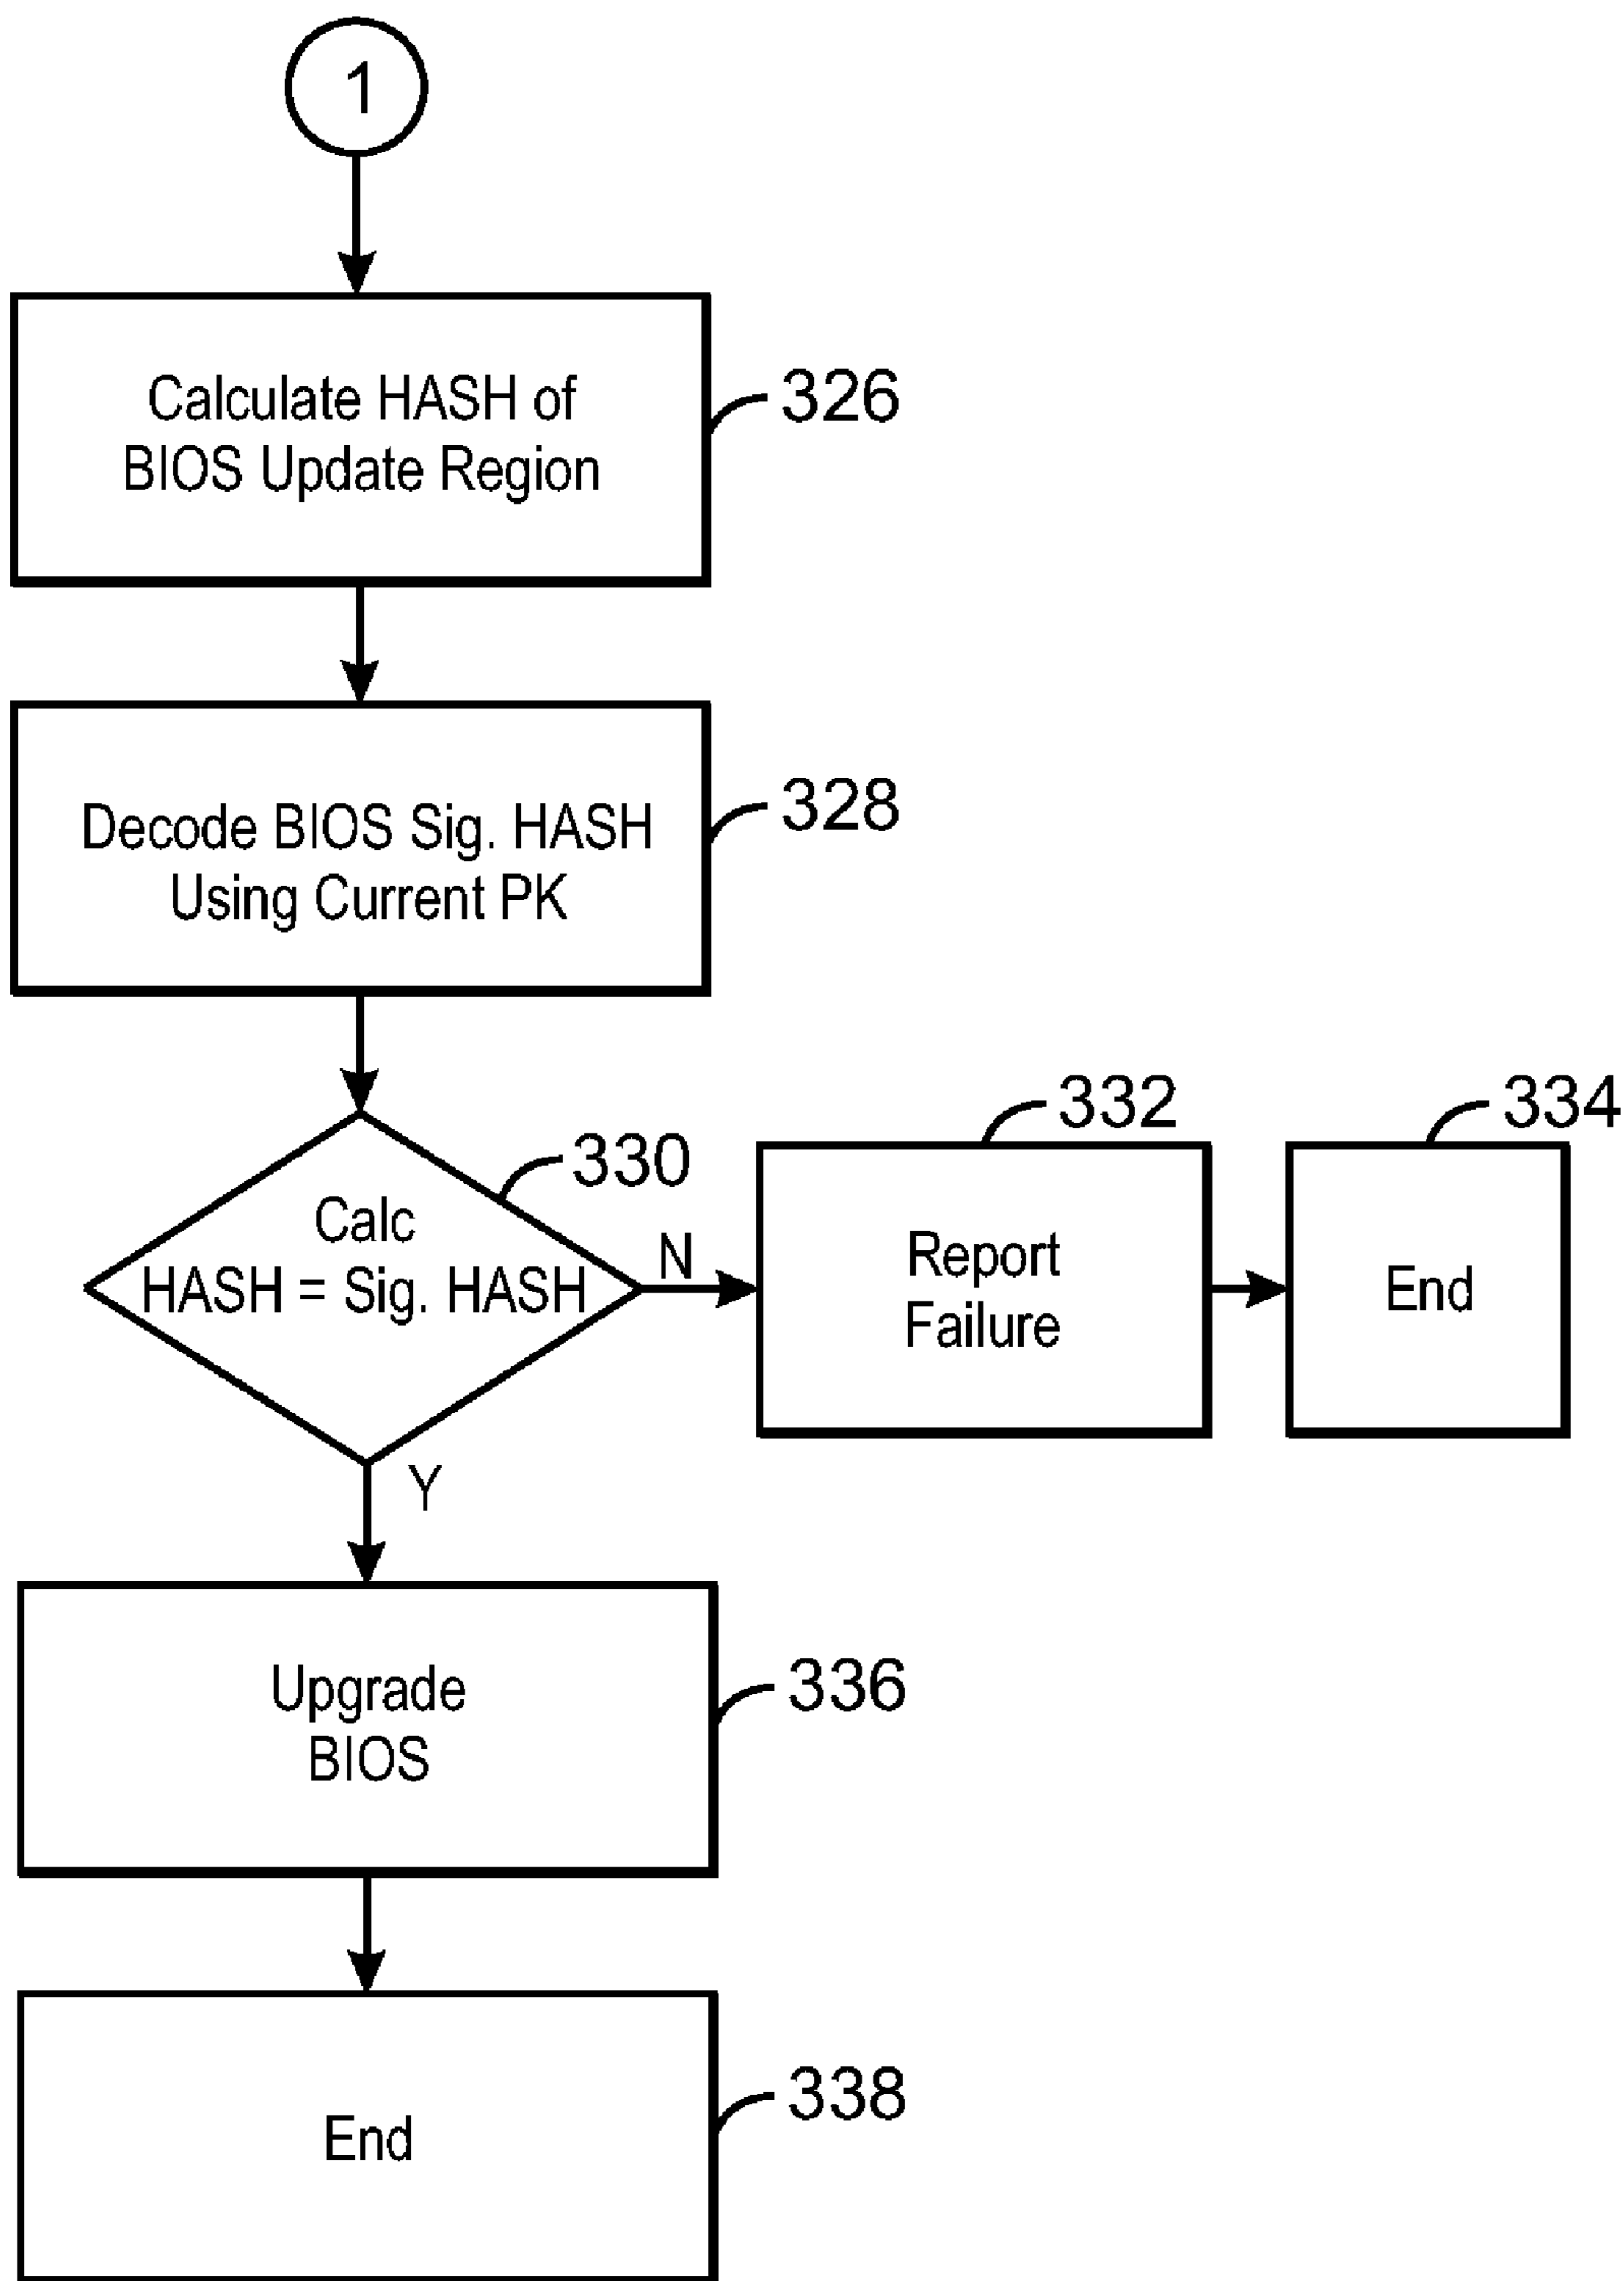 1
Calculate HASH of
BIOS Update Region
326
Decode BIOS Sig. HASH
Using Current PK
328
330
Calc
HASH = Sig. HASH
N
332
Report
Failure
334
End
Y
Upgrade
BIOS
336
End
338